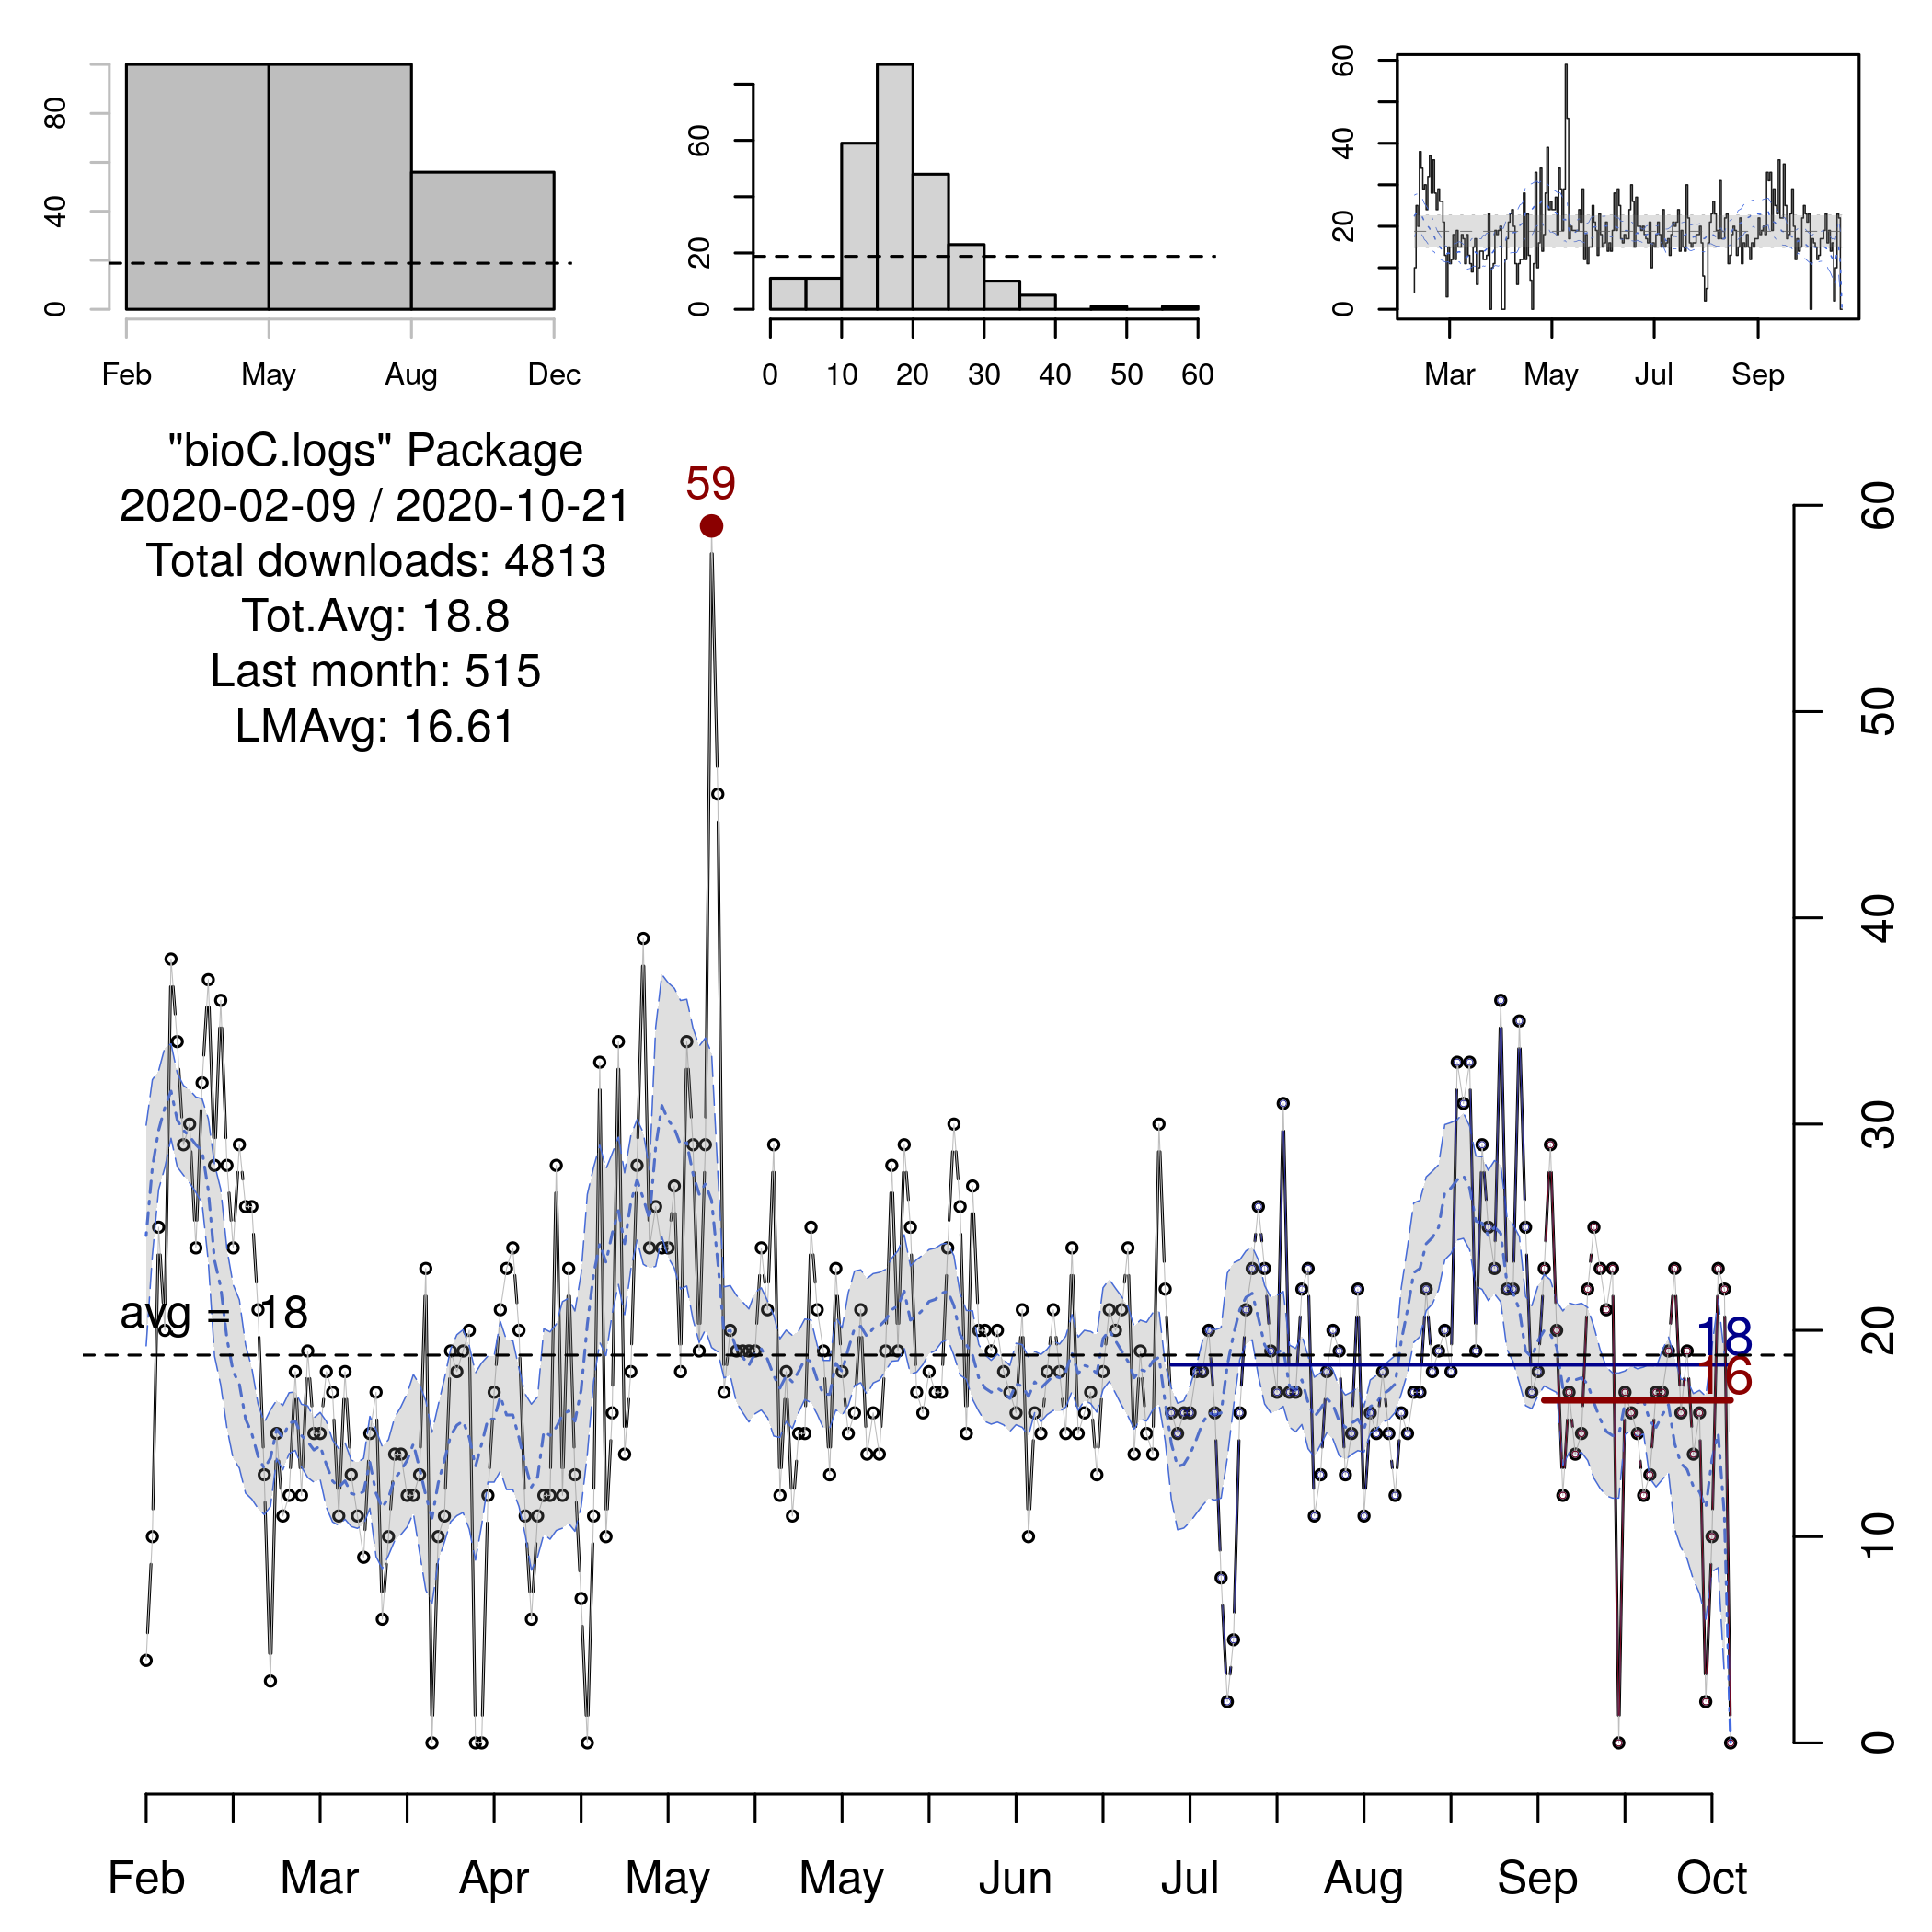 80
40
0
Feb May Aug Dec
60
20
0
0 10 20 30 40 50 60
60
40
20
0
Mar May Jul Sep
"bioC.logs" Package
2020-02-09 / 2020-10-21
Total downloads: 4813
Tot.Avg: 18.8
Last month: 515
LMAvg: 16.61
59
avg = 18
18
16
60
50
40
30
20
10
0
Feb Mar Apr May May Jun Jul Aug Sep Oct